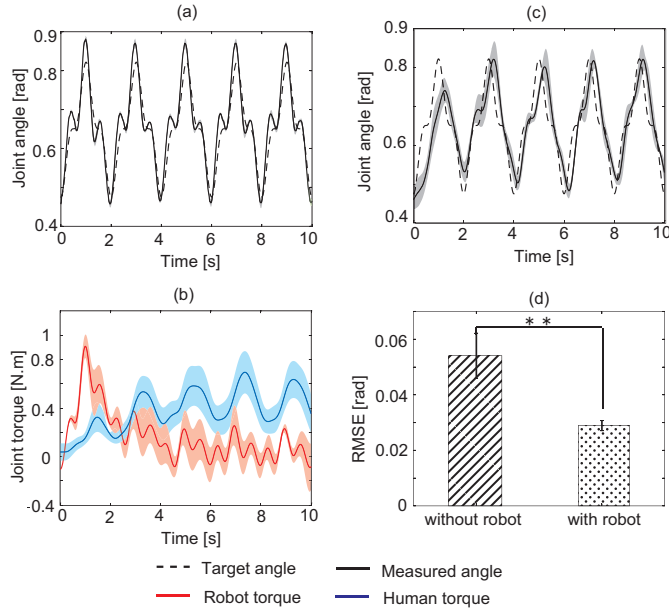 (a)
0.9
0.8
0.6
0.4
Joint angle [rad]
0 2 4 6 8 10
Time [s]
(c)
0.9
0.8
0.6
0.4
Joint angle [rad]
0 2 4 6 8 10
Time [s]
(b)
1
0.8
0.4
0
-0.4
Joint torque [N.m]
0 2 4 6 8 10
Time [s]
(d)
0.06
0.04
0.02
0
RMSE [rad]
* *
without robot with robot
Target angle Measured angle
Robot torque Human torque